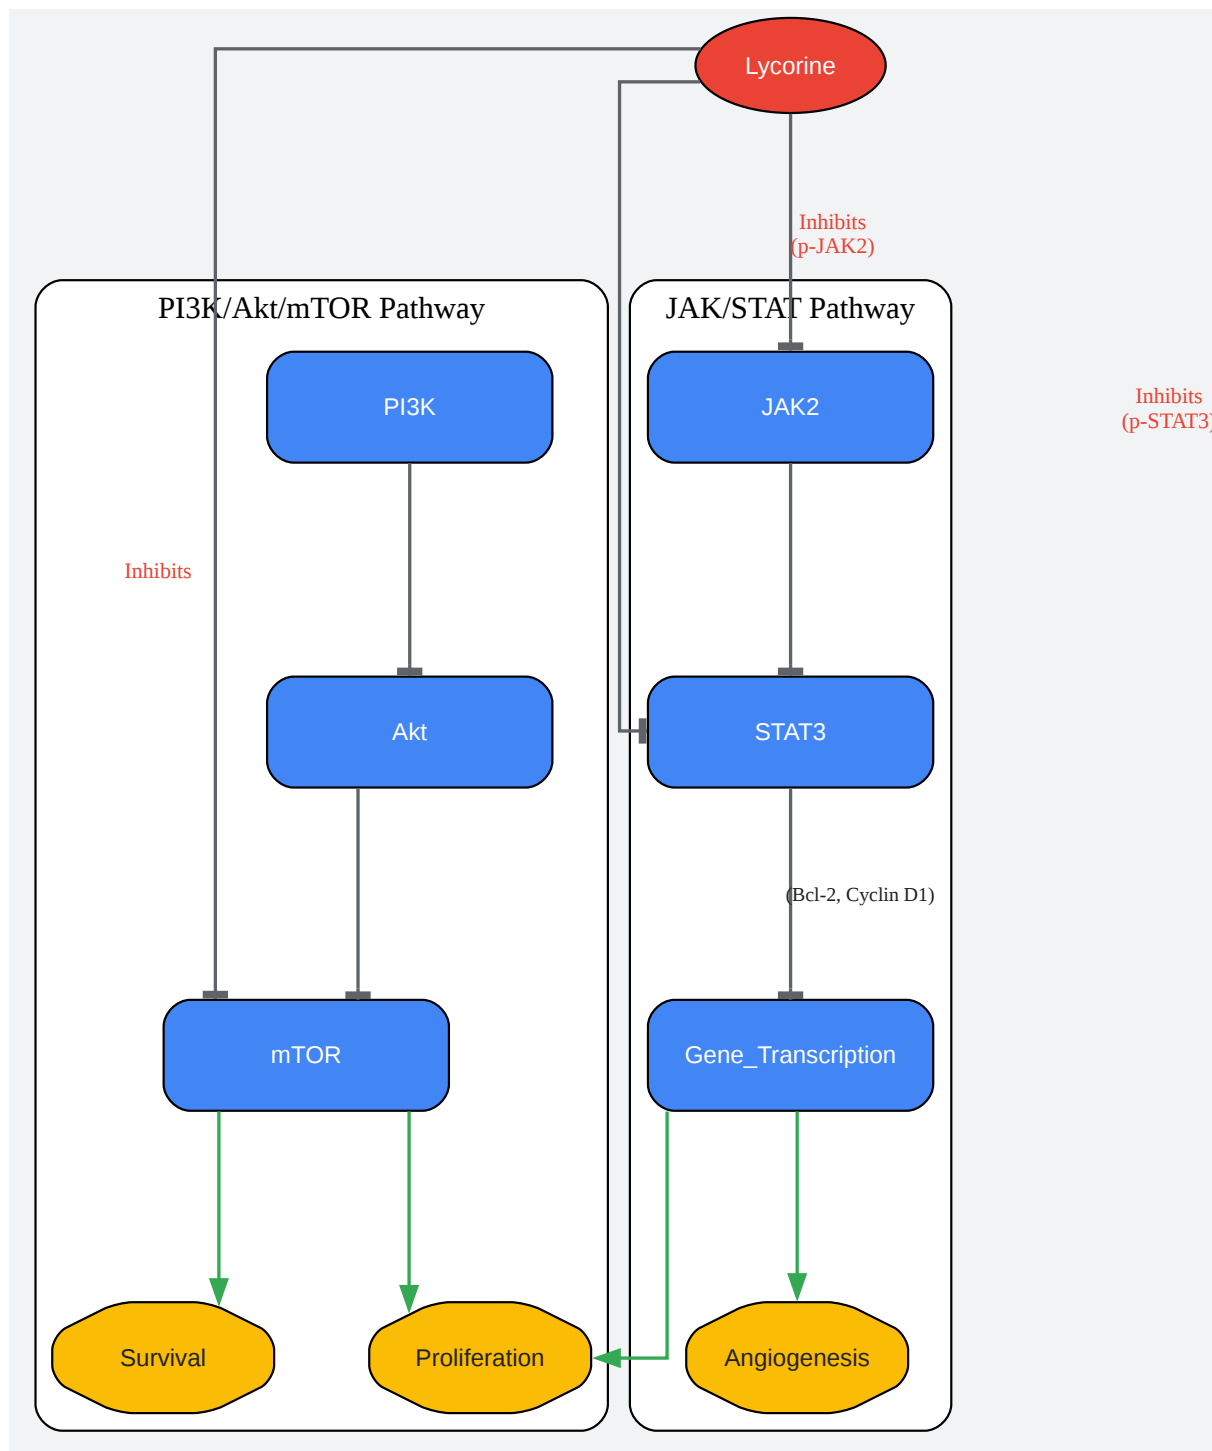 Lycorine
Inhibits
(p-JAK2)
PI3K/Akt/mTOR Pathway
JAK/STAT Pathway
PI3K
JAK2
Inhibits
(p-STAT3)
Inhibits
Akt
STAT3
(Bcl-2, Cyclin D1)
mTOR
Gene_Transcription
Survival
Proliferation
Angiogenesis